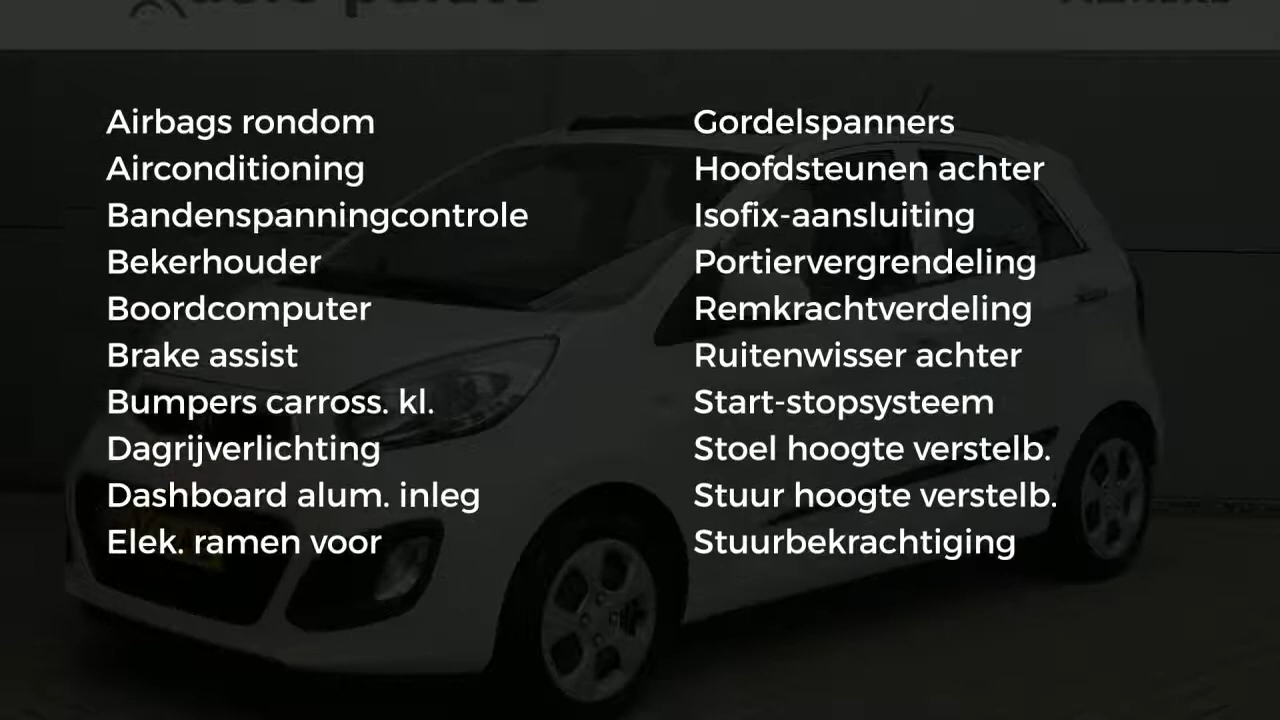 Airbags rondom
Airconditioning
Bandenspanningcontrole
Bekerhouder
Boordcomputer
Brake assist
Bumpers carross. kl.
Dagrijverlichting
Dashboard alum. inleg
Elek. ramen voor
Gordelspanners
Hoofdsteunen achter
Isofix-aansluiting
Portiervergrendeling
Remkrachtverdeling
Ruitenwisser achter
Start-stopsysteem
Stoel hoogte verstelb.
Stuur hoogte verstelb.
Stuurbekrachtiging